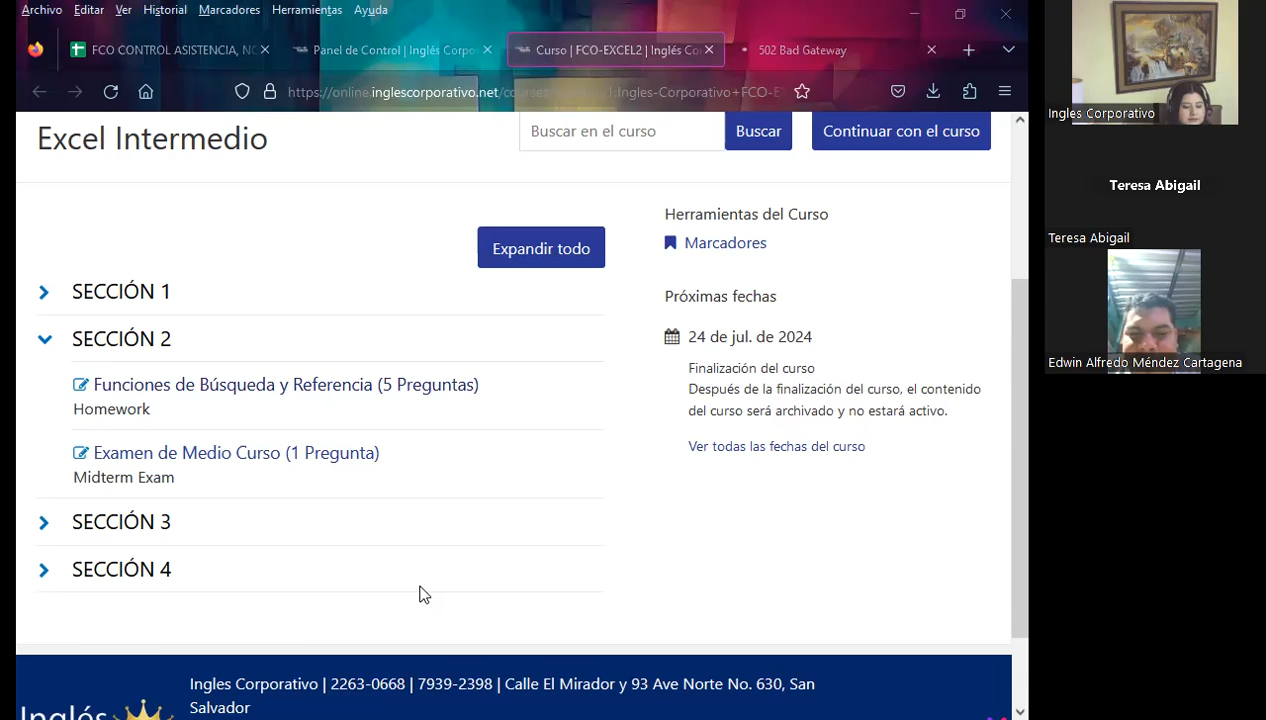 Archivo Editar Ver Historial Marcadores Herramientas Ayuda
FCO CONTROL ASISTENCIA, NO
Panel de Control | Inglés Corpo
Curso | FCO-EXCEL2 | Inglés Co
502 Bad Gateway
https://online.inglescorporativo.net/courses
1:Ingles-Corporativo+FCO-E
Excel Intermedio
Buscar en el curso
Buscar
Continuar con el curso
Expandir todo
SECCIÓN 1
SECCIÓN 2
Funciones de Búsqueda y Referencia (5 Preguntas)
Homework
Examen de Medio Curso (1 Pregunta)
Midterm Exam
SECCIÓN 3
SECCIÓN 4
Herramientas del Curso
Marcadores
Próximas fechas
24 de jul. de 2024
Finalización del curso
Después de la finalización del curso, el contenido
del curso será archivado y no estará activo.
Ver todas las fechas del curso
Ingles Corporativo | 2263-0668 | 7939-2398 | Calle El Mirador y 93 Ave Norte No. 630, San
Salvador
Inglés
Ingles Corporativo
Teresa Abigail
Teresa Abigail
Edwin Alfredo Méndez Cartagena